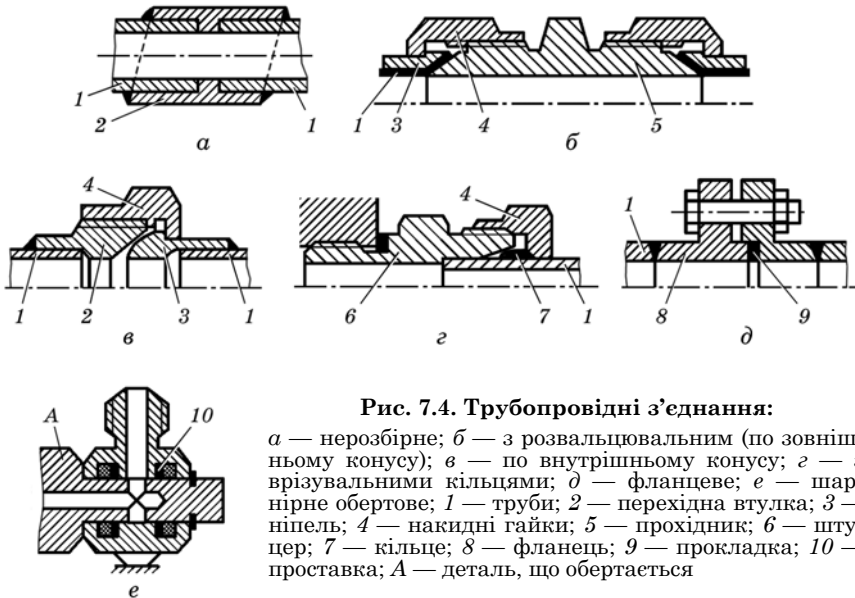 1
2
1
а
1
3
4
5
б
4
1
2
3
1
в
4
6
7
1
г
1
8
9
д
А
10
е
Рис. 7.4. Трубопровідні з’єднання:
а — нерозбірне; б — з розвальцювальним (по зовніш
ньому конусу); в — по внутрішньому конусу; г —
врізувальними кільцями; д — фланцеве; е — шар
нірне обертове; 1 — труби; 2 — перехідна втулка; 3 —
ніпель; 4 — накидні гайки; 5 — прохідник; 6 — шту
цер; 7 — кільце; 8 — фланець; 9 — прокладка; 10 —
проставка; А — деталь, що обертається